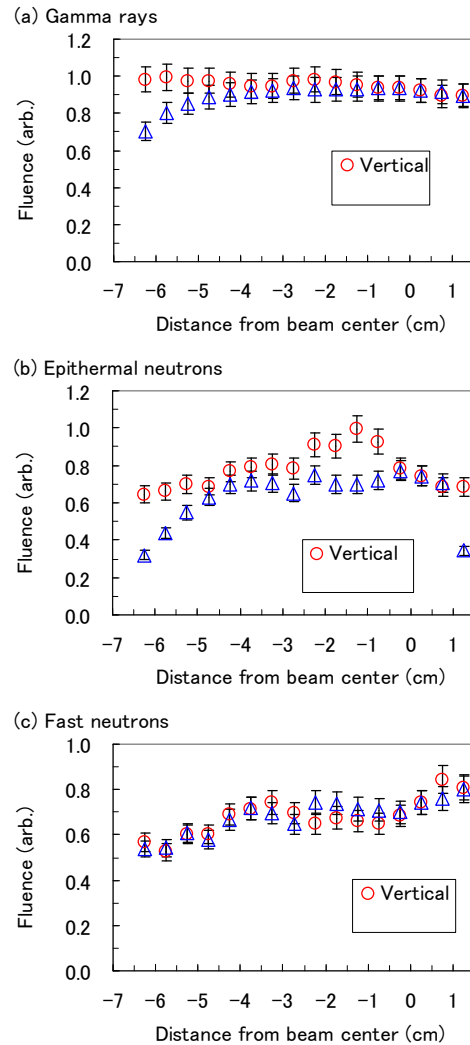 (a) Gamma rays
1.2
1.0
0.8
0.6
0.4
0.2
0.0
Fluence (arb.)
Vertical
-7 -6 -5 -4 -3 -2 -1 0 1
Distance from beam center (cm)
(b) Epithermal neutrons
1.2
1.0
0.8
0.6
0.4
0.2
0.0
Fluence (arb.)
Vertical
-7 -6 -5 -4 -3 -2 -1 0 1
Distance from beam center (cm)
(c) Fast neutrons
1.0
0.8
0.6
0.4
0.2
0.0
Fluence (arb.)
Vertical
-7 -6 -5 -4 -3 -2 -1 0 1
Distance from beam center (cm)